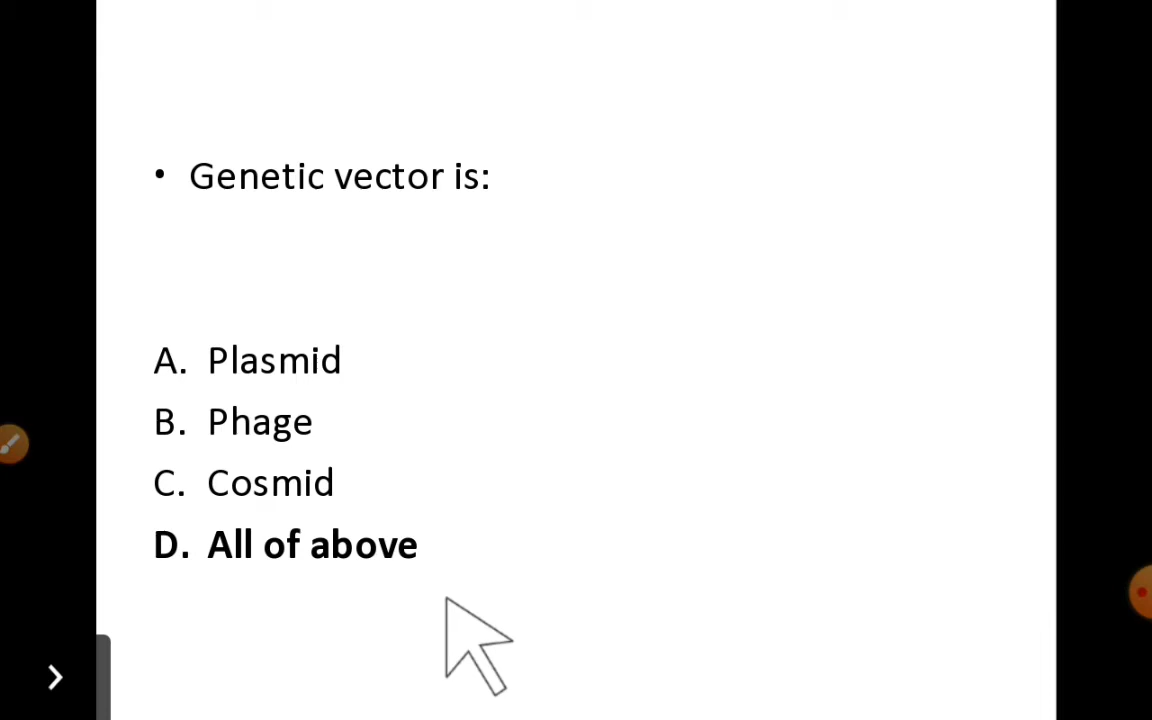 • Genetic vector is:
A. Plasmid
B. Phage
C. Cosmid
D. All of above